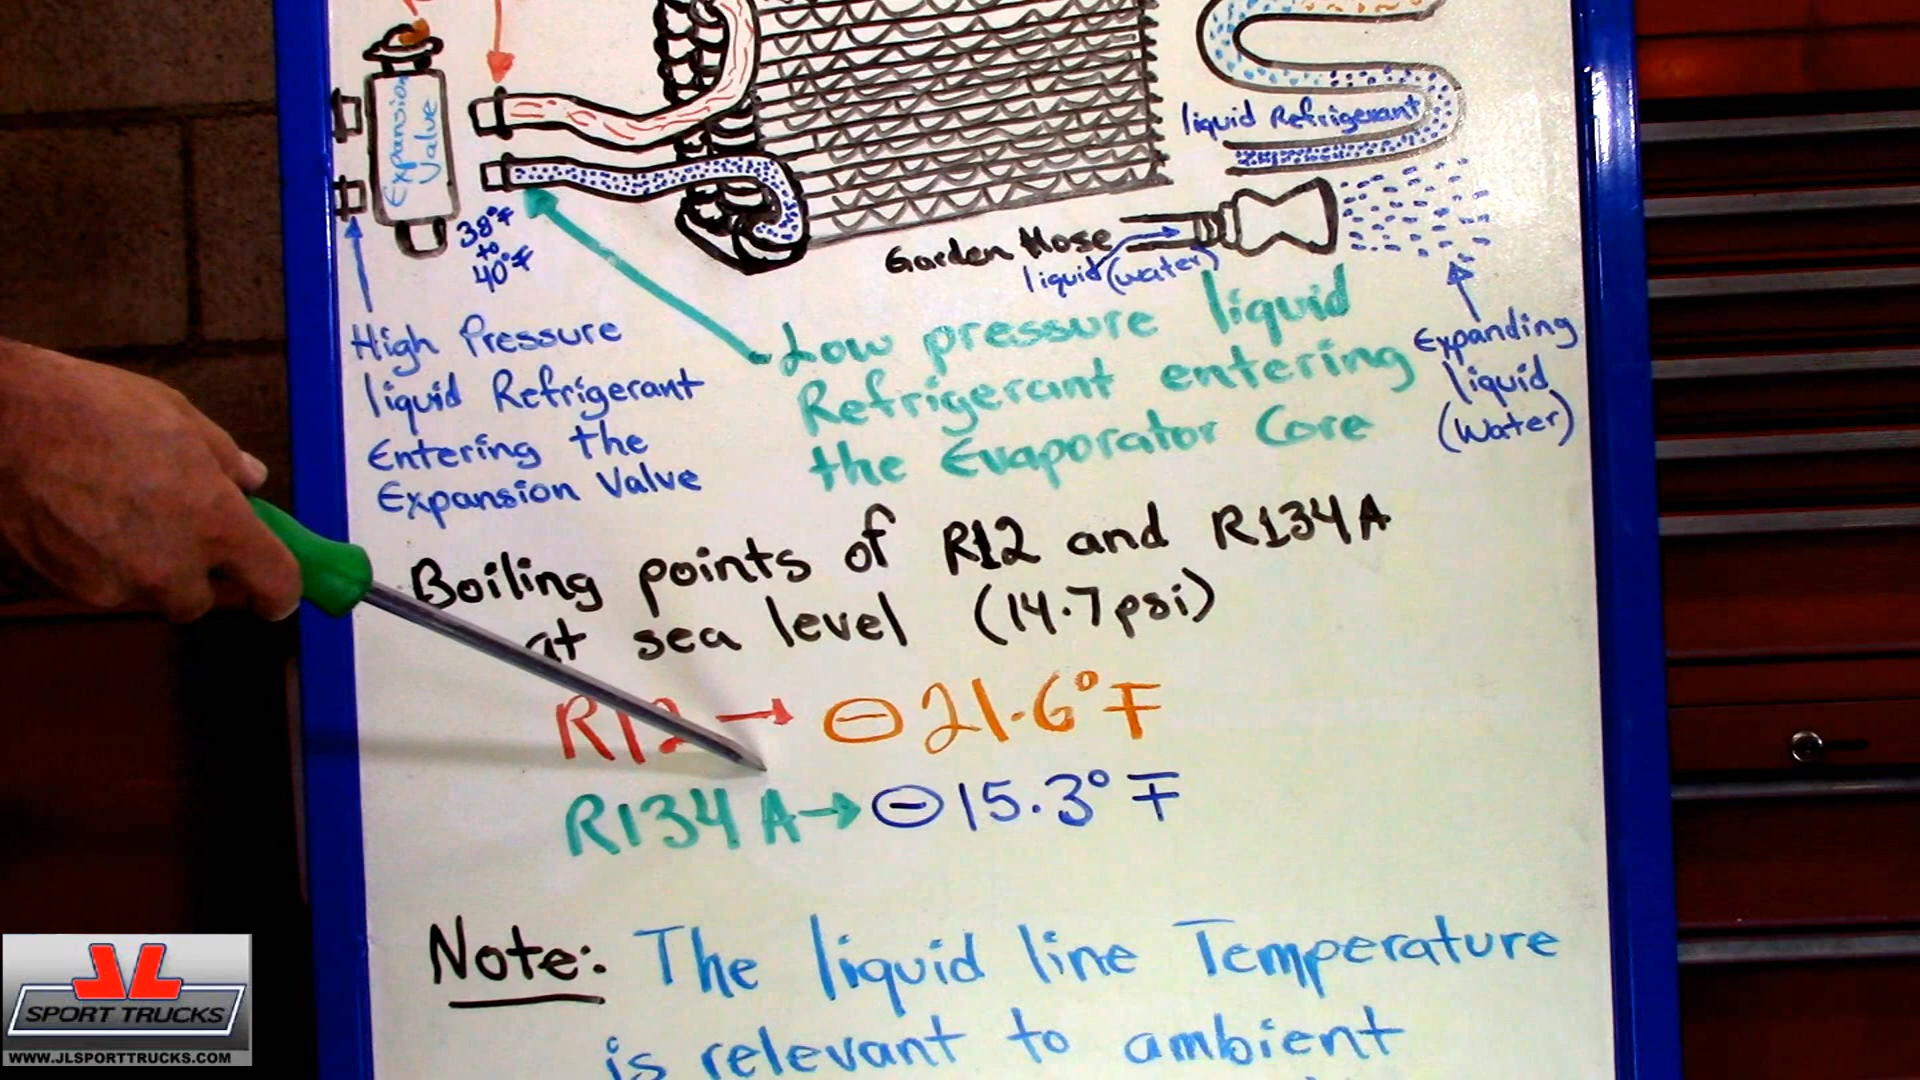 Expansion
Valve
38°F
to
40°F
liquid Refrigerant
Garden Hose
liquid (water)
High Pressure
liquid Refrigerant
Entering the
Expansion Valve
Low pressure liquid
Refrigerant entering
the Evaporator Core
Expanding
liquid
(Water)
Boiling points of R12 and R134A
at sea level (14.7psi)
R12 → -21.6°F
R134A → -15.3°F
Note: The liquid line Temperature
is relevant to ambient
JL
SPORT TRUCKS
WWW.JLSPORTTRUCKS.COM